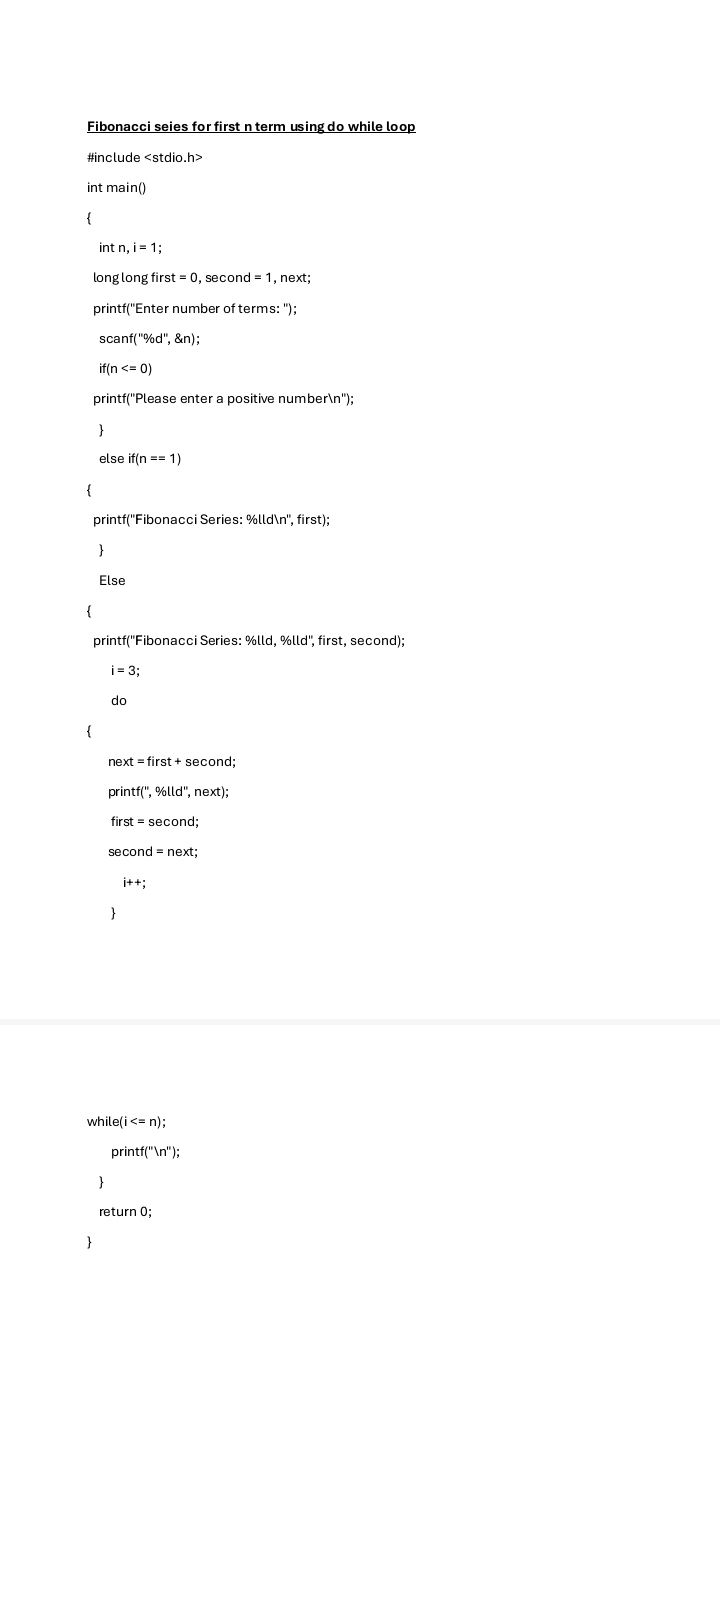 Fibonacci seies for first n term using do while loop
#include <stdio.h>
int main()
{
int n, i = 1;
long long first = 0, second = 1, next;
printf("Enter number of terms: ");
scanf("%d", &n);
if(n <= 0)
printf("Please enter a positive number\n");
}
else if(n == 1)
{
printf("Fibonacci Series: %lld\n", first);
}
Else
{
printf("Fibonacci Series: %lld, %lld", first, second);
i = 3;
do
{
next = first + second;
printf(", %lld", next);
first = second;
second = next;
i++;
}
while(i <= n);
printf("\n");
}
return 0;
}